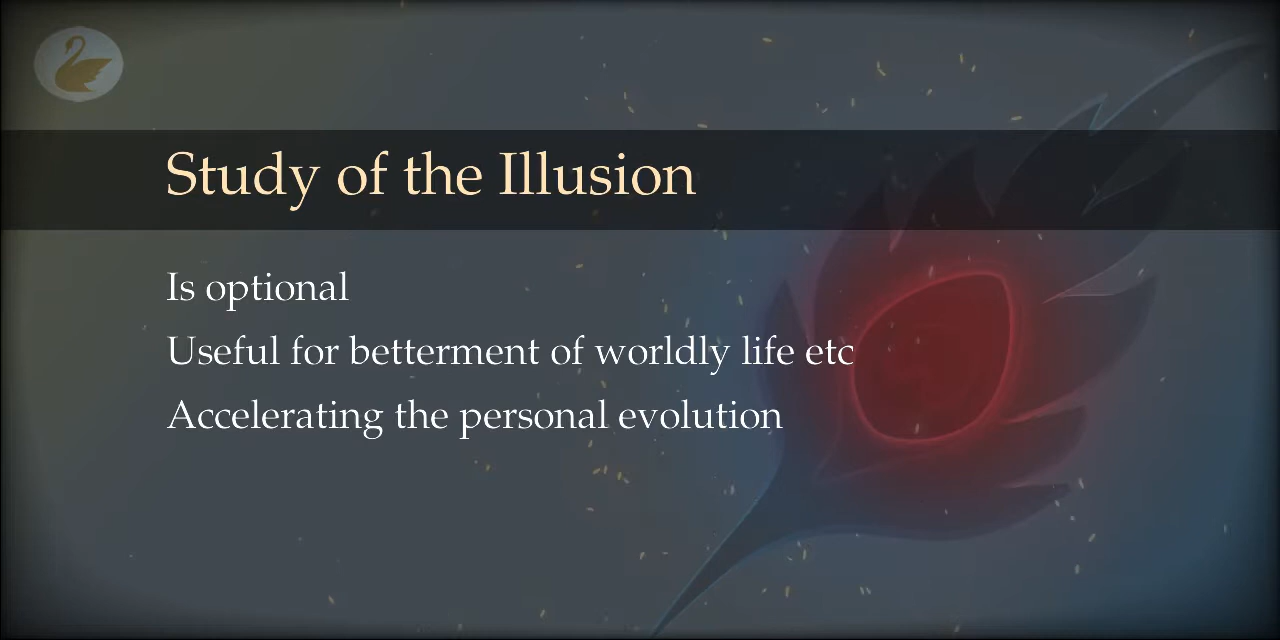 Study of the Illusion
Is optional
Useful for betterment of worldly life etc
Accelerating the personal evolution